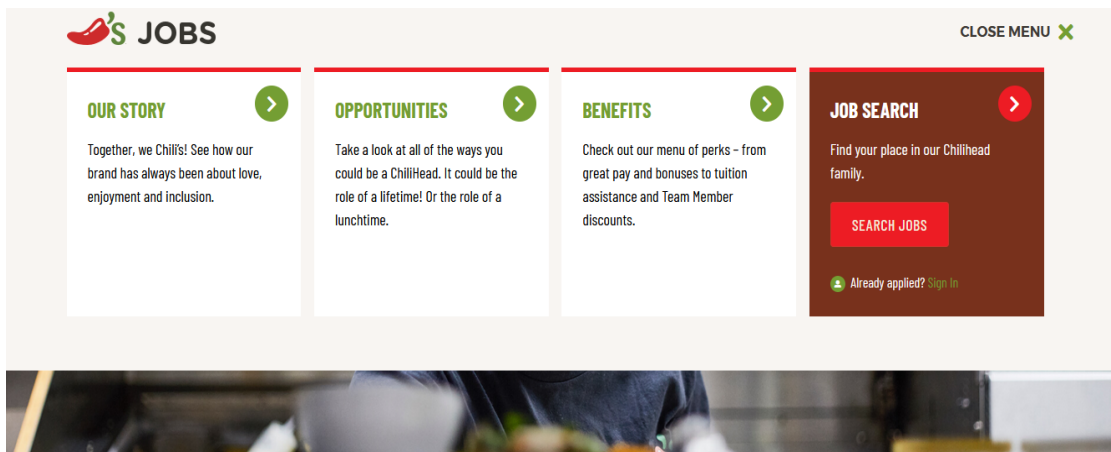 's JOBS
CLOSE MENU
OUR STORY
Together, we Chili's! See how our
brand has always been about love,
enjoyment and inclusion.
OPPORTUNITIES
Take a look at all of the ways you
could be a ChiliHead. It could be the
role of a lifetime! Or the role of a
lunchtime.
BENEFITS
Check out our menu of perks – from
great pay and bonuses to tuition
assistance and Team Member
discounts.
JOB SEARCH
Find your place in our Chilihead
family.
SEARCH JOBS
Already applied? Sign In